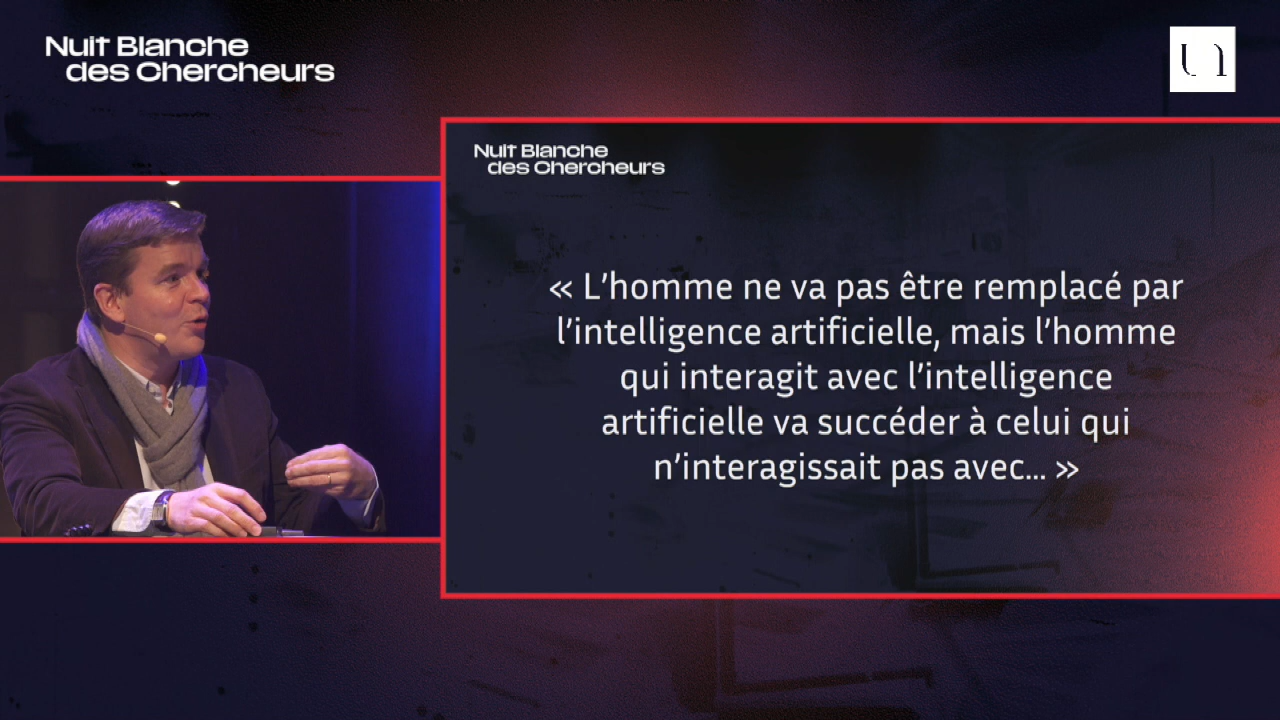 Nuit Blanche
des Chercheurs
Nuit Blanche
des Chercheurs
« L’homme ne va pas être remplacé par
l’intelligence artificielle, mais l’homme
qui interagit avec l’intelligence
artificielle va succéder à celui qui
n’interagissait pas avec... »